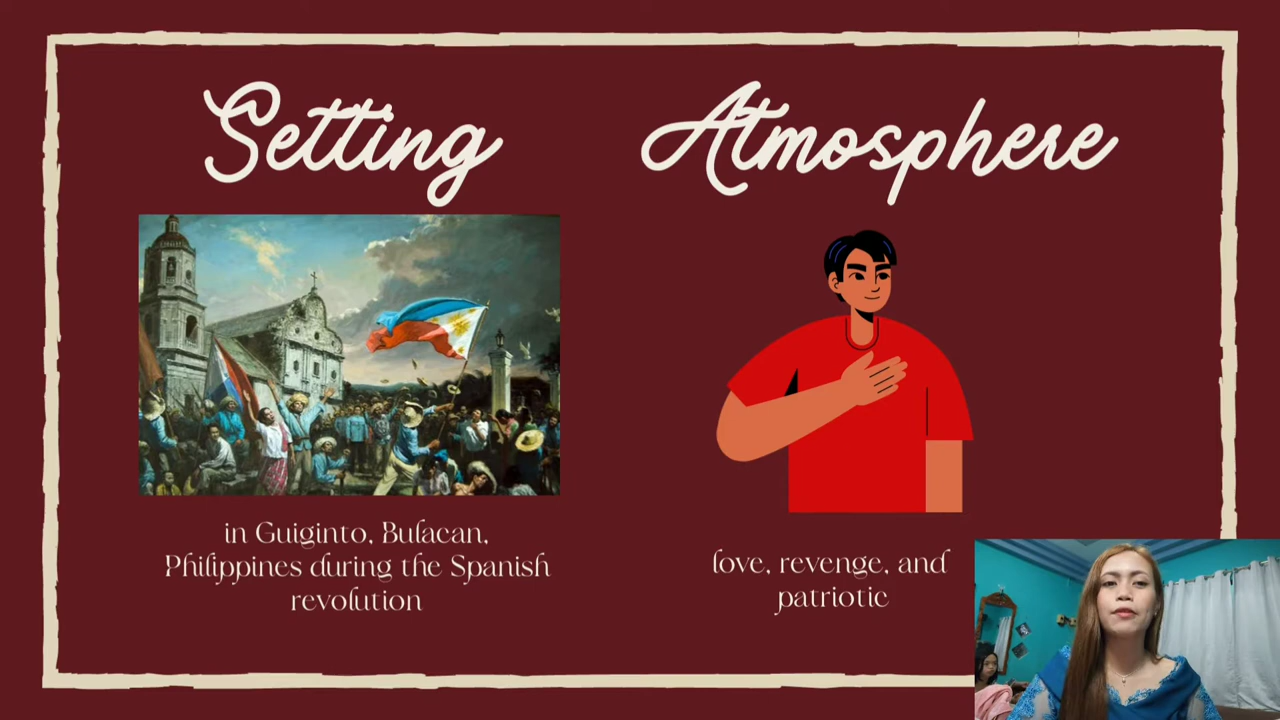 Setting
Atmosphere
in Guiginto, Bulacan,
Philippines during the Spanish
revolution
love, revenge, and
patriotic